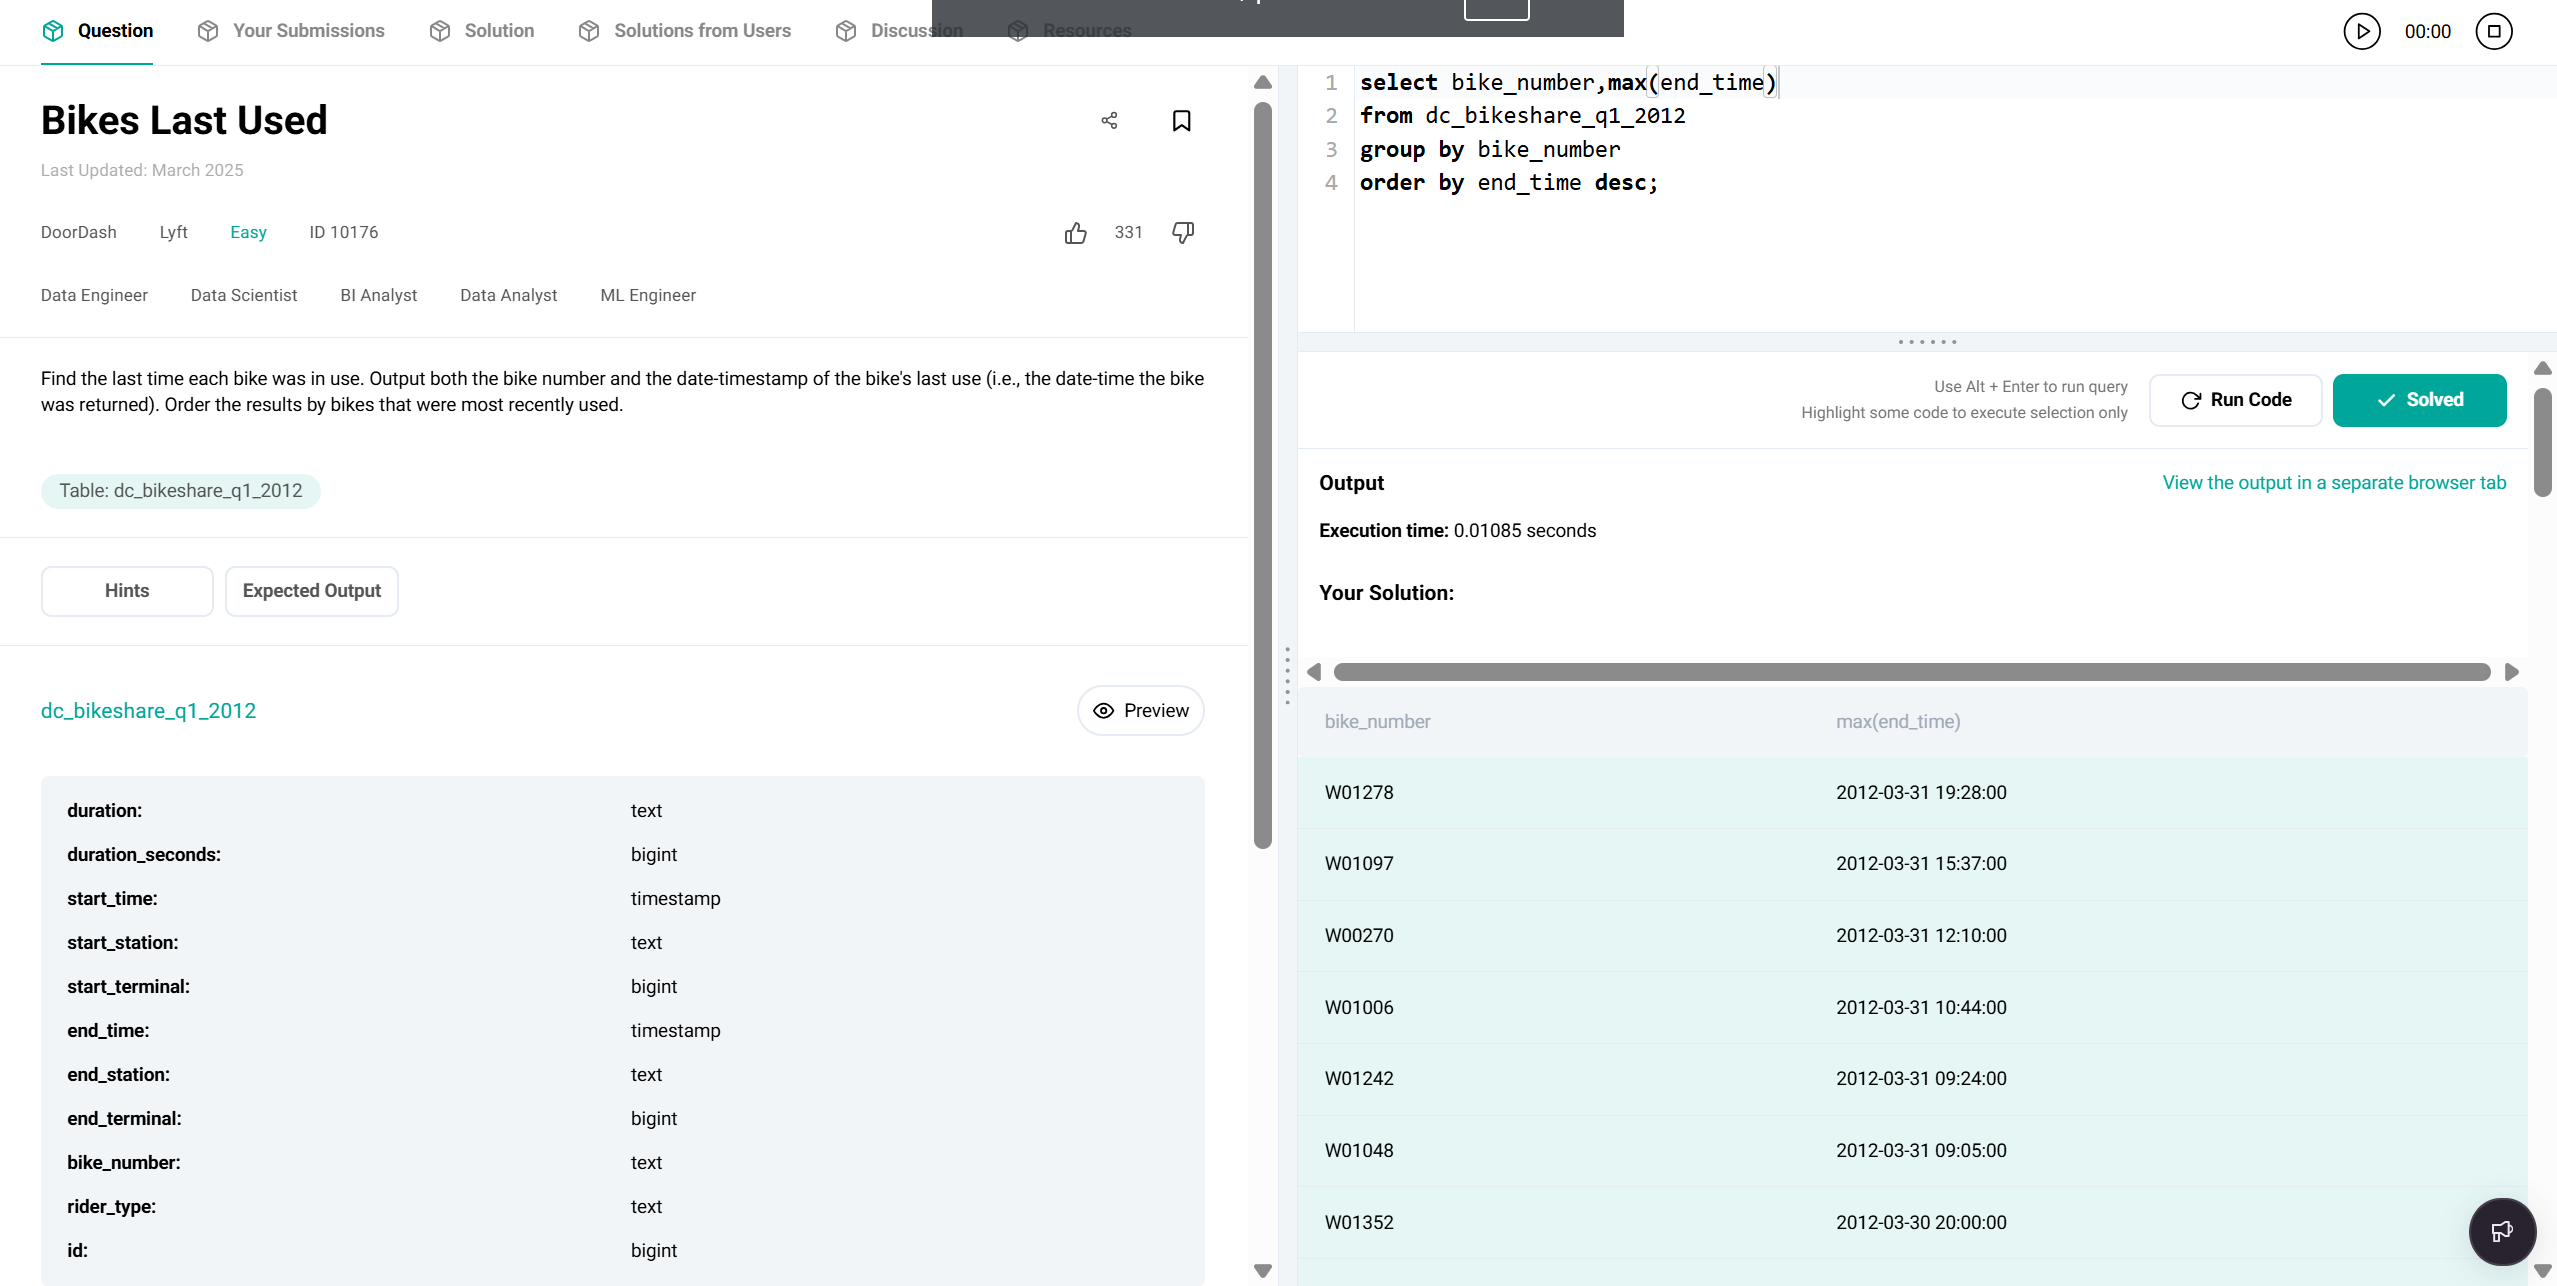 Question
Your Submissions
Solution
Solutions from Users
Discussion
Resources
00:00
Bikes Last Used
Last Updated: March 2025
DoorDash Lyft Easy ID 10176
331
Data Engineer Data Scientist BI Analyst Data Analyst ML Engineer
Find the last time each bike was in use. Output both the bike number and the date-timestamp of the bike's last use (i.e., the date-time the bike
was returned). Order the results by bikes that were most recently used.
Table: dc_bikeshare_q1_2012
Hints
Expected Output
dc_bikeshare_q1_2012
Preview
duration: text
duration_seconds: bigint
start_time: timestamp
start_station: text
start_terminal: bigint
end_time: timestamp
end_station: text
end_terminal: bigint
bike_number: text
rider_type: text
id: bigint
1 select bike_number,max(end_time)
2 from dc_bikeshare_q1_2012
3 group by bike_number
4 order by end_time desc;
Use Alt + Enter to run query
Highlight some code to execute selection only
Run Code
Solved
Output
View the output in a separate browser tab
Execution time: 0.01085 seconds
Your Solution:
bike_number max(end_time)
W01278 2012-03-31 19:28:00
W01097 2012-03-31 15:37:00
W00270 2012-03-31 12:10:00
W01006 2012-03-31 10:44:00
W01242 2012-03-31 09:24:00
W01048 2012-03-31 09:05:00
W01352 2012-03-30 20:00:00